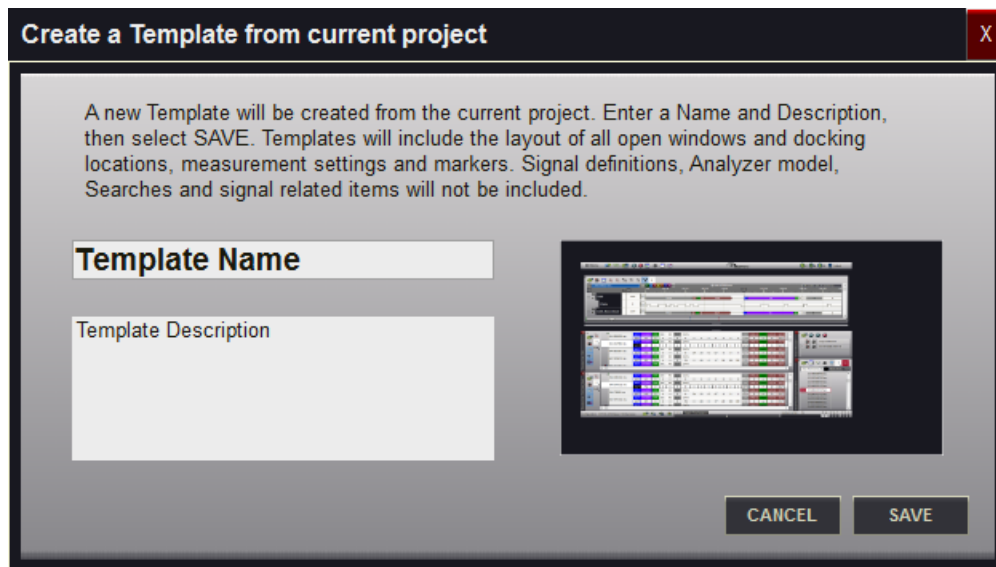 Create a Template from current project
X
A new Template will be created from the current project. Enter a Name and Description,
then select SAVE. Templates will include the layout of all open windows and docking
locations, measurement settings and markers. Signal definitions, Analyzer model,
Searches and signal related items will not be included.
Template Name
Template Description
CANCEL
SAVE